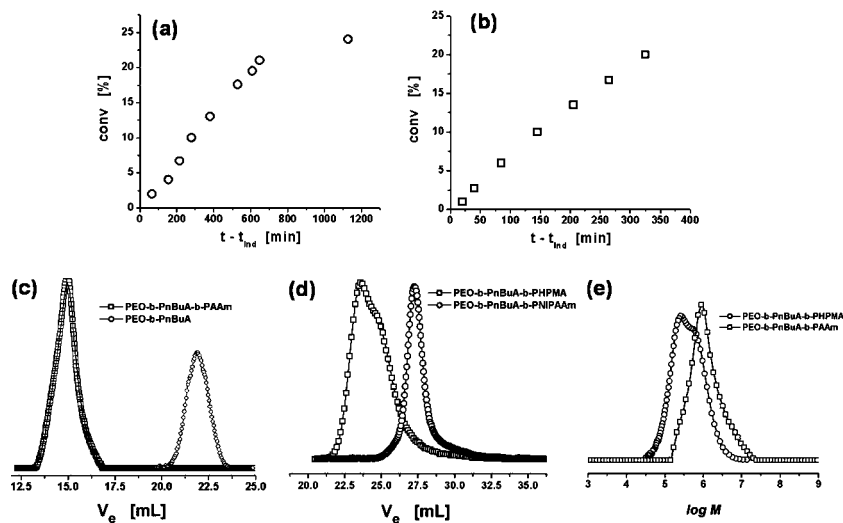 (a)
conv [%]
25
20
15
10
5
0
0 200 400 600 800 1000 1200
t - t_ind [min]
(b)
conv [%]
25
20
15
10
5
0
0 50 100 150 200 250 300 350 400
t - t_ind [min]
(c)
PEO-b-PnBuA-b-PAAm
PEO-b-PnBuA
12.5 15.0 17.5 20.0 22.5 25.0
V_e [mL]
(d)
PEO-b-PnBuA-b-PHPMA
PEO-b-PnBuA-b-PNIPAAm
20.0 22.5 25.0 27.5 30.0 32.5 35.0
V_e [mL]
(e)
PEO-b-PnBuA-b-PHPMA
PEO-b-PnBuA-b-PAAm
3 4 5 6 7 8 9
log M